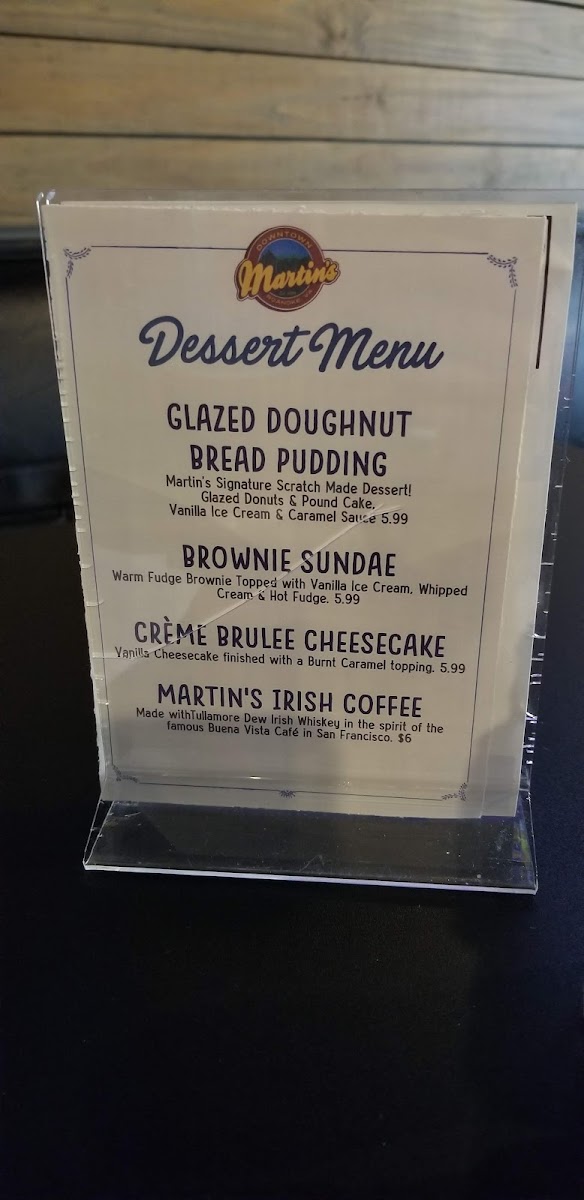 DOWNTOWN
Martin's
ROANOKE, VA
Dessert Menu
GLAZED DOUGHNUT
BREAD PUDDING
Martin's Signature Scratch Made Dessert!
Glazed Donuts & Pound Cake,
Vanilla Ice Cream & Caramel Sauce 5.99
BROWNIE SUNDAE
Warm Fudge Brownie Topped with Vanilla Ice Cream, Whipped
Cream & Hot Fudge. 5.99
CRÈME BRULEE CHEESECAKE
Vanilla Cheesecake finished with a Burnt Caramel topping. 5.99
MARTIN'S IRISH COFFEE
Made withTullamore Dew Irish Whiskey in the spirit of the
famous Buena Vista Café in San Francisco. $6